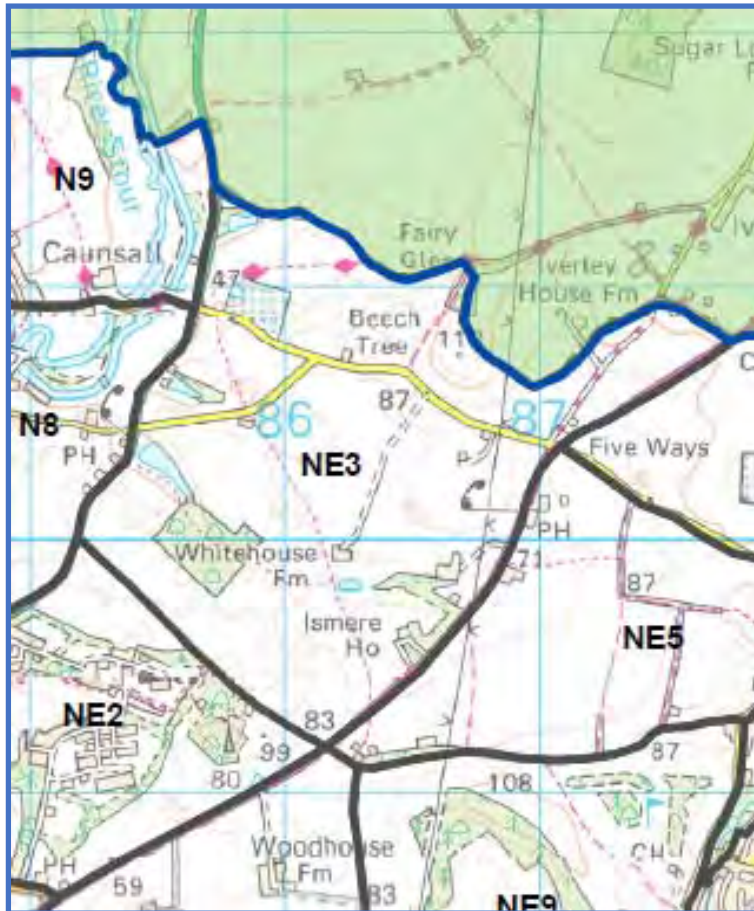 Sugar Lo
River Stour
N9
Caunsall
47
Fairy
Glen
Iverley
House Fm
Iv
Beech
Tree
11
87
86
87
C
N8
PH
NE3
Five Ways
P
PH
71
Whitehouse
Fm
87
Ismere
Ho
NE5
NE2
83
99
80
87
108
PH
59
Woodhouse
Fm
83
CH
NE9